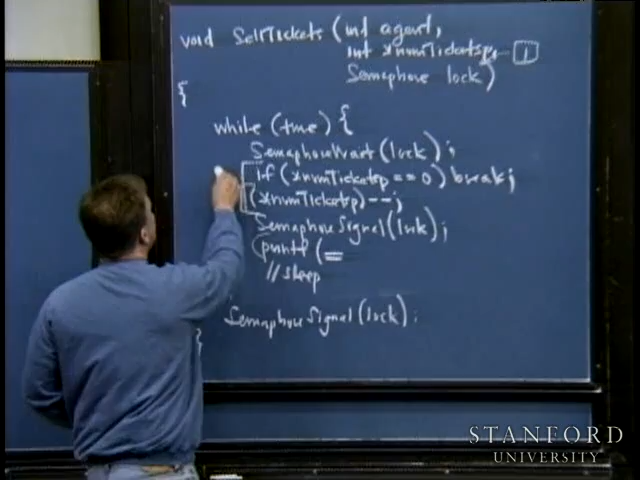 void SellTickets (int agent,
int *numTicketsp, 1
Semaphore lock)
{
while (true) {
SemaphoreWait (lock);
if (*numTicketsp == 0) break;
(*numTicketsp)--;
SemaphoreSignal (lock);
printf (
// sleep
SemaphoreSignal (lock);
}
STANFORD
UNIVERSITY